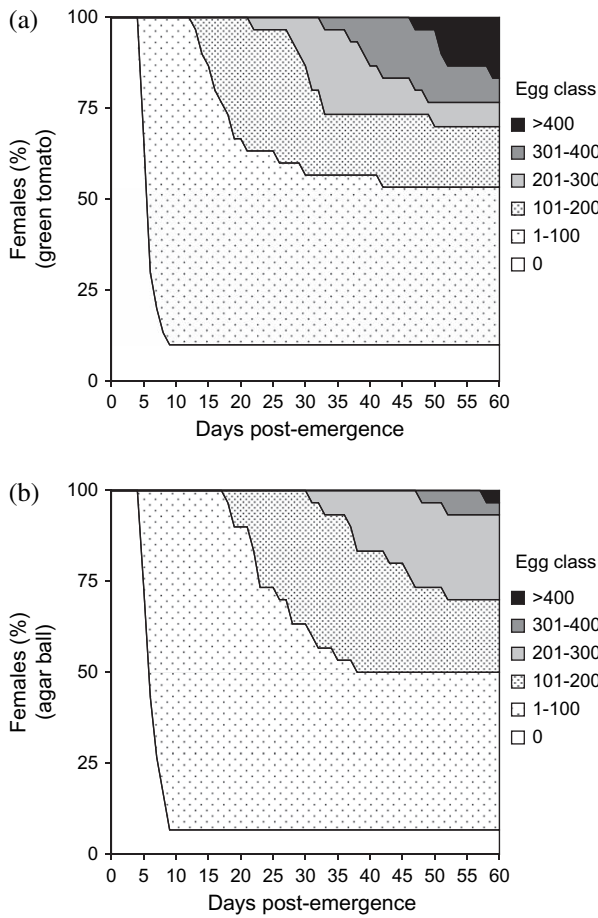 (a)
100
75
50
25
0
Females (%)
(green tomato)
0 5 10 15 20 25 30 35 40 45 50 55 60
Days post-emergence
Egg class
>400
301-400
201-300
101-200
1-100
0
(b)
100
75
50
25
0
Females (%)
(agar ball)
0 5 10 15 20 25 30 35 40 45 50 55 60
Days post-emergence
Egg class
>400
301-400
201-300
101-200
1-100
0